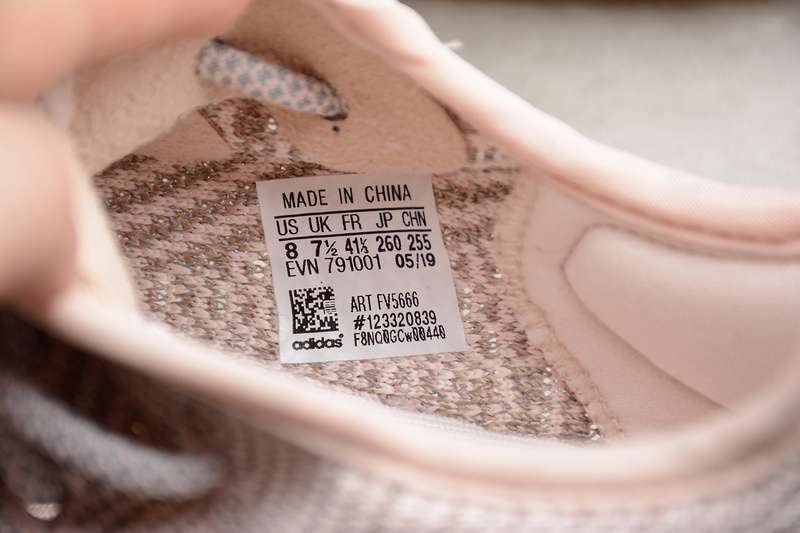 MADE IN CHINA
US UK FR JP CHN
8 7½ 41⅓ 260 255
EVN 791001 05/19
ART FV5666
#123320839
F8NQ0GCW00440
adidas